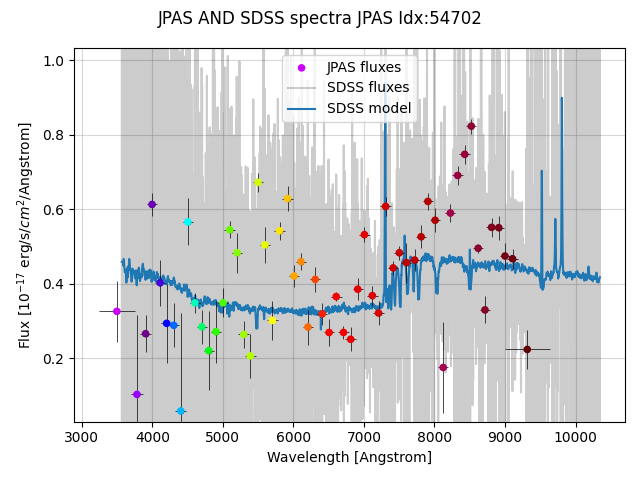 JPAS AND SDSS spectra JPAS Idx:54702
JPAS fluxes
SDSS fluxes
SDSS model
Flux [10⁻¹⁷ erg/s/cm²/Angstrom]
1.0
0.8
0.6
0.4
0.2
3000 4000 5000 6000 7000 8000 9000 10000
Wavelength [Angstrom]